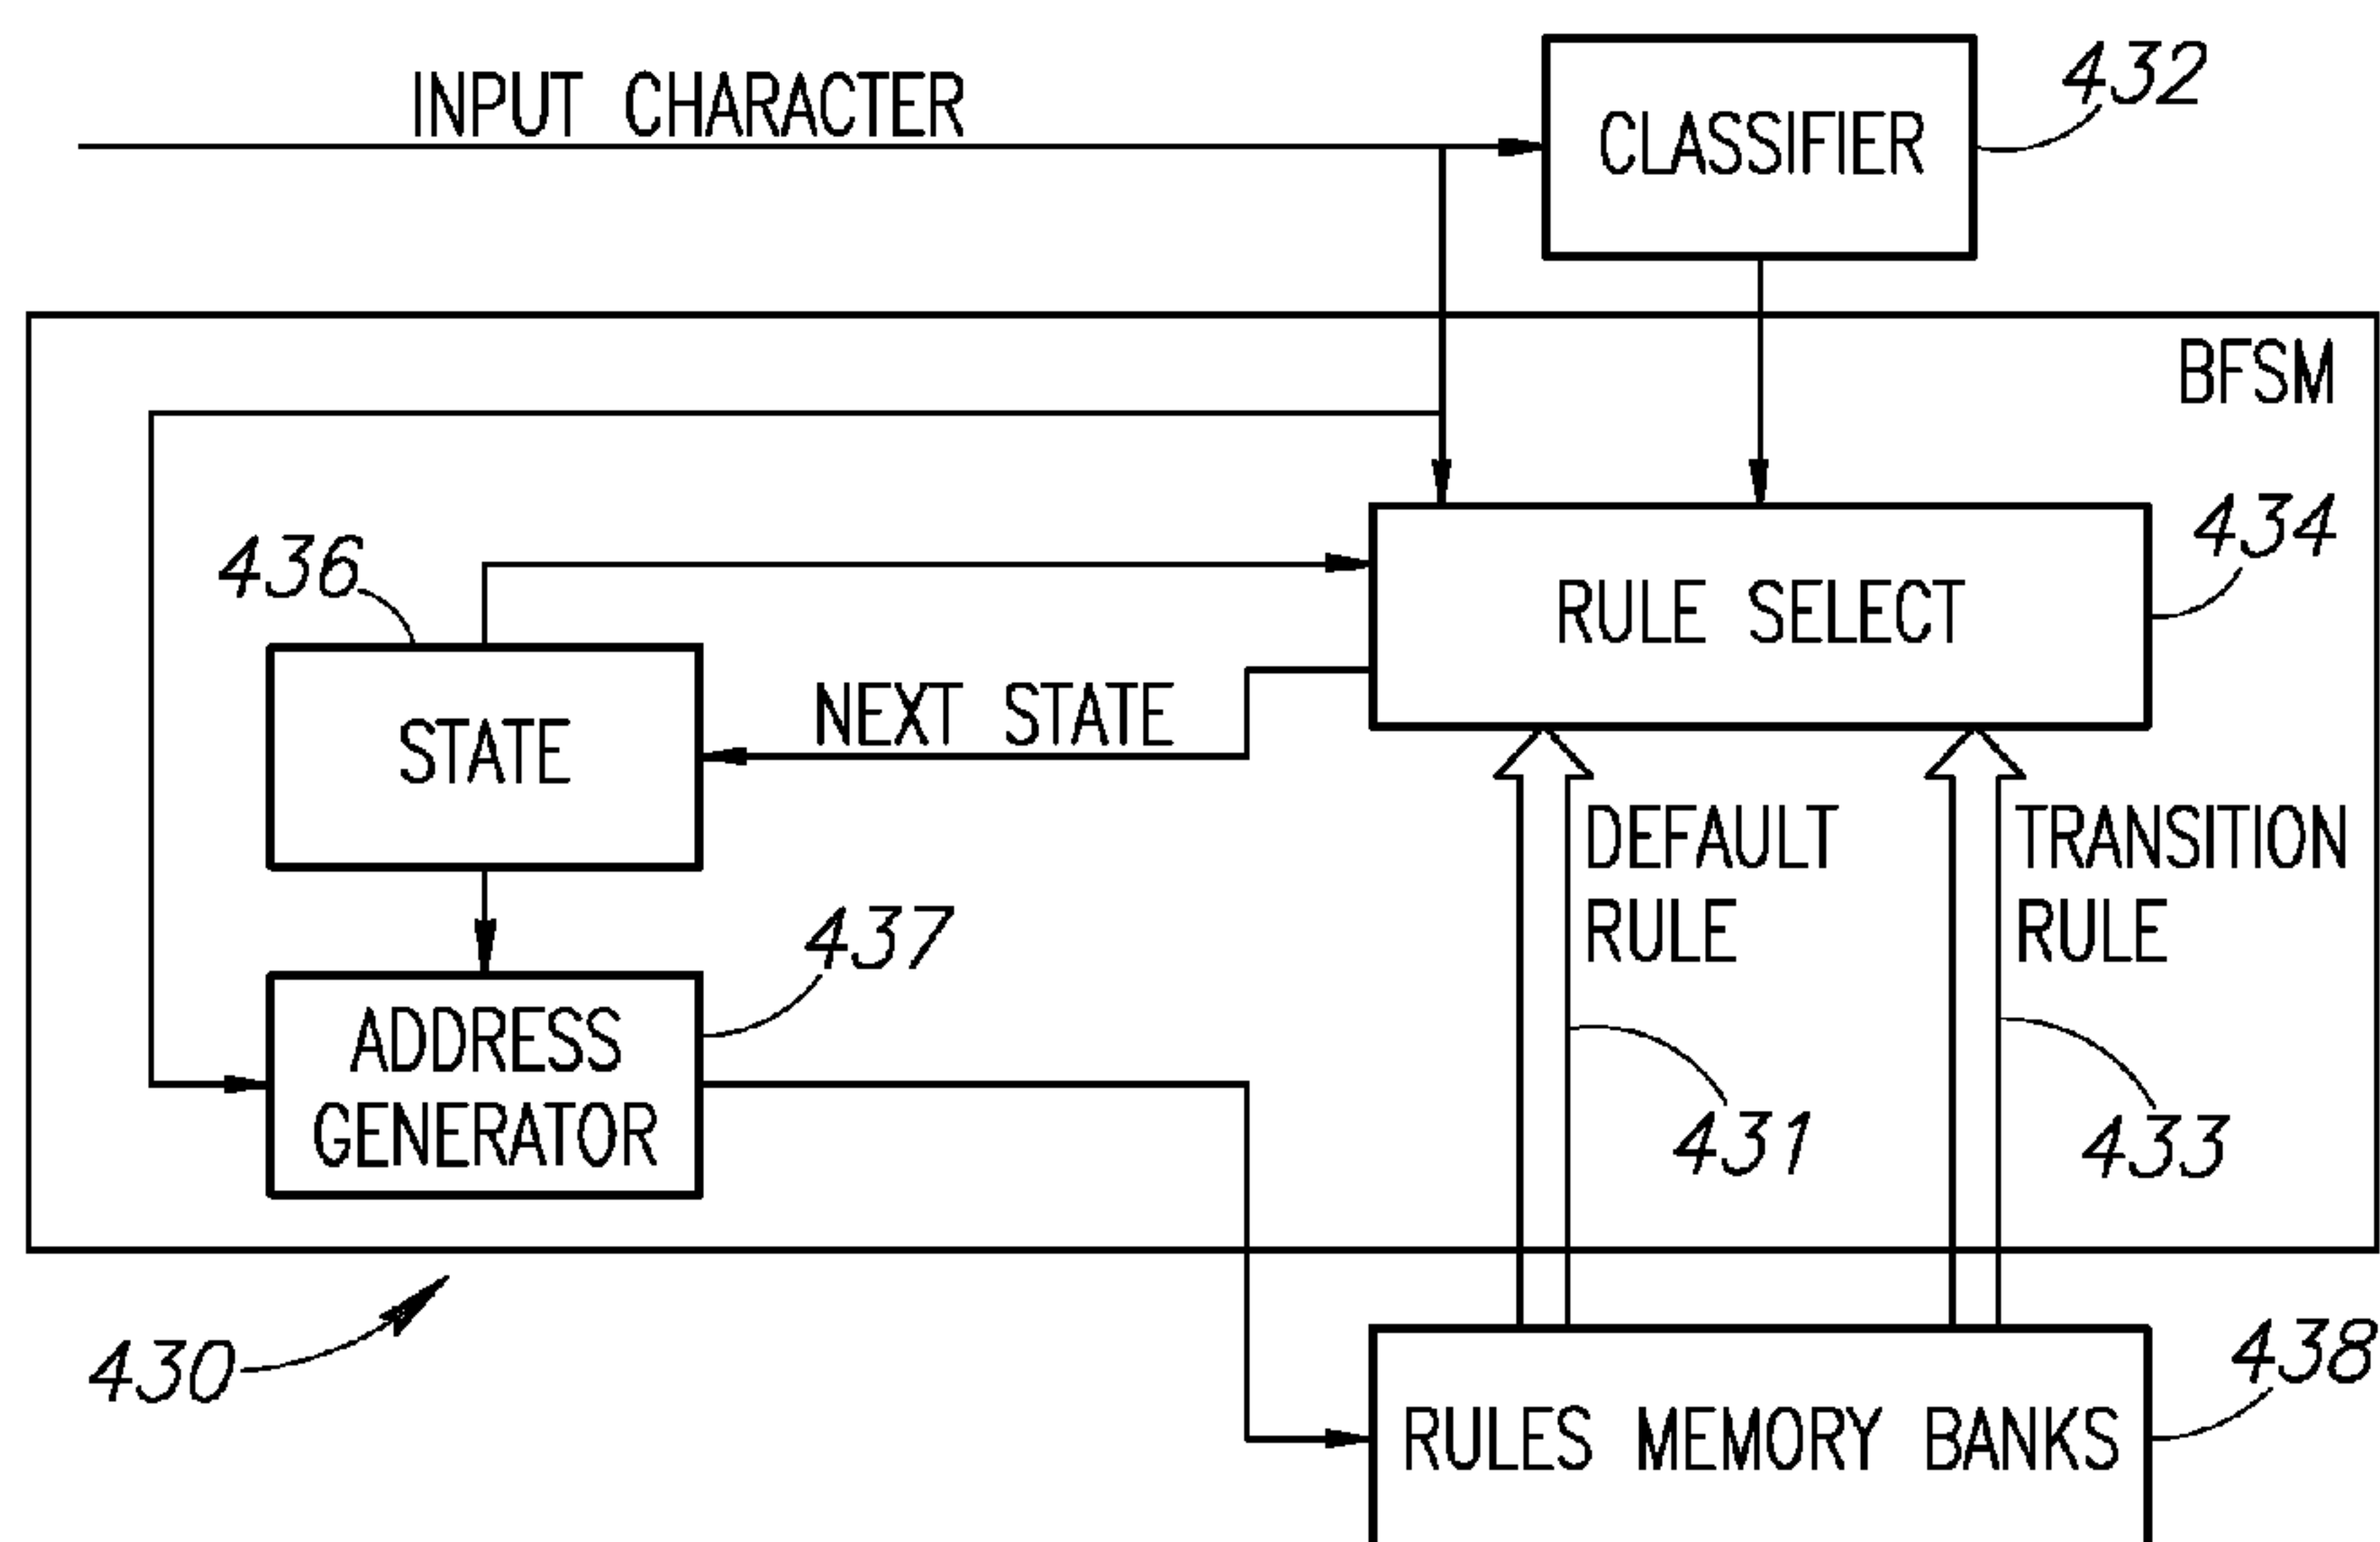 INPUT CHARACTER
CLASSIFIER
432
BFSM
436
RULE SELECT
434
STATE
NEXT STATE
DEFAULT
RULE
TRANSITION
RULE
437
ADDRESS
GENERATOR
431
433
430
RULES MEMORY BANKS
438